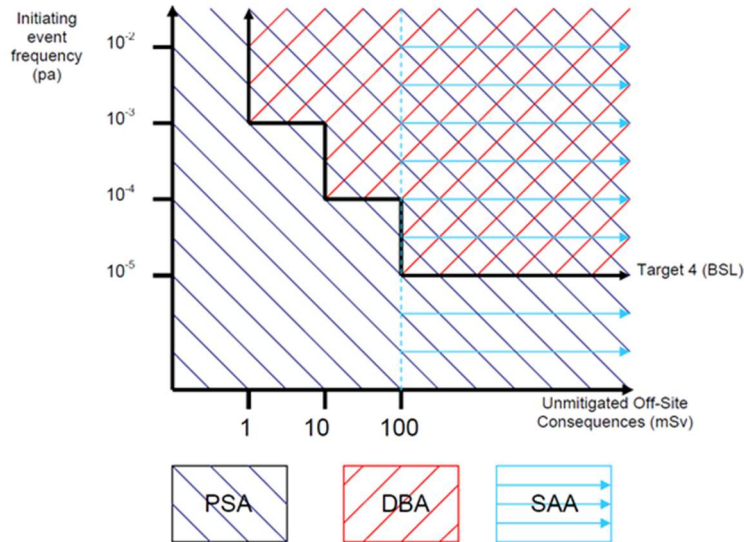 Initiating
event
frequency
(pa)
10-2
10-3
10-4
10-5
Target 4 (BSL)
1 10 100
Unmitigated Off-Site
Consequences (mSv)
PSA DBA SAA